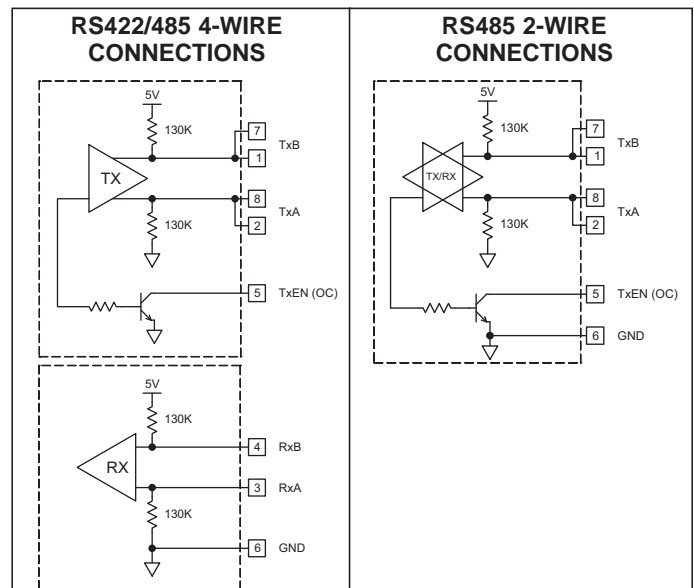 RS422/485 4-WIRE
CONNECTIONS
5V
130K
7
TxB
1
TX
8
TxA
130K
2
5 TxEN (OC)
5V
130K
4 RxB
RX
3 RxA
130K
6 GND
RS485 2-WIRE
CONNECTIONS
5V
130K
7
TxB
1
TX/RX
8
TxA
130K
2
5 TxEN (OC)
6 GND